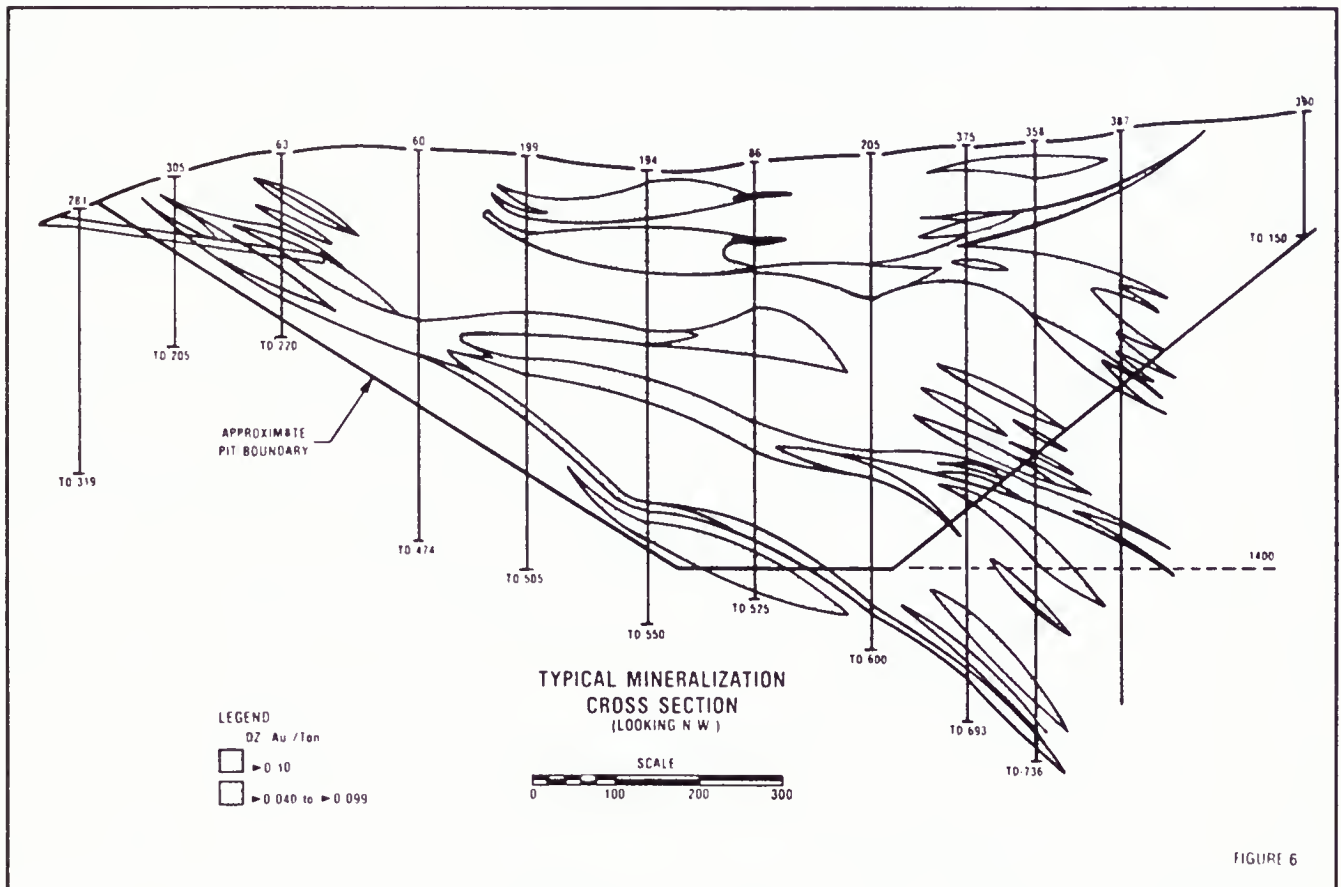 390
387
358
375
205
86
194
199
60
63
305
281
TD 150
TD 205
TD 220
APPROXIMATE
PIT BOUNDARY
TD 319
TD 474
TD 505
TD 525
TD 550
TD 600
1400
TD 693
TD 736
TYPICAL MINERALIZATION
CROSS SECTION
(LOOKING N W )
LEGEND
OZ Au /Ton
>0 10
>0 040 to >0 099
SCALE
0 100 200 300
FIGURE 6